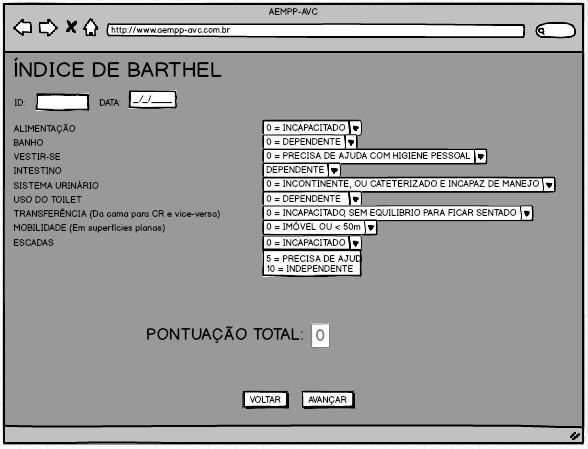 AEMPP-AVC
http://www.aempp-avc.com.br
ÍNDICE DE BARTHEL
ID: DATA: _/_/___
ALIMENTAÇÃO 0 = INCAPACITADO
BANHO 0 = DEPENDENTE
VESTIR-SE 0 = PRECISA DE AJUDA COM HIGIENE PESSOAL
INTESTINO DEPENDENTE
SISTEMA URINÁRIO 0 = INCONTINENTE, OU CATETERIZADO E INCAPAZ DE MANEJO
USO DO TOILET 0 = DEPENDENTE
TRANSFERÊNCIA (Da cama para CR e vice-versa) 0 = INCAPACITADO, SEM EQUILIBRIO PARA FICAR SENTADO
MOBILIDADE (Em superfícies planas) 0 = IMÓVEL OU < 50m
ESCADAS 0 = INCAPACITADO
5 = PRECISA DE AJUD
10 = INDEPENDENTE
PONTUAÇÃO TOTAL: 0
VOLTAR AVANÇAR